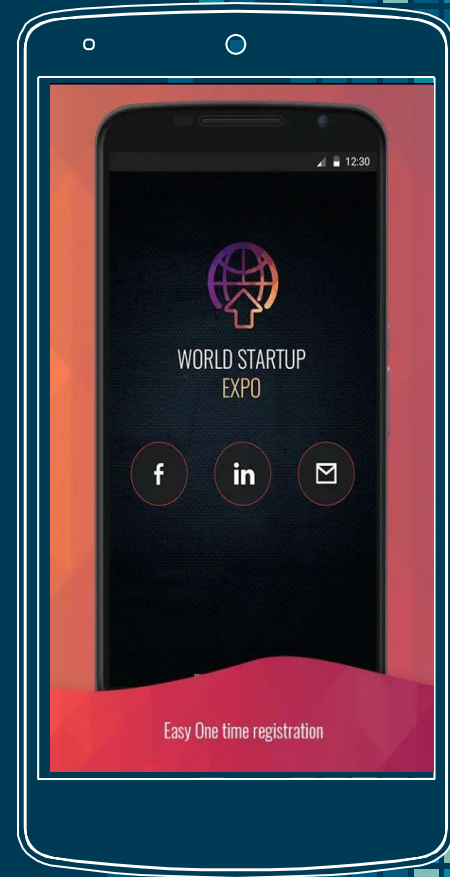 12:30
WORLD STARTUP
EXPO
f
in
Easy One time registration